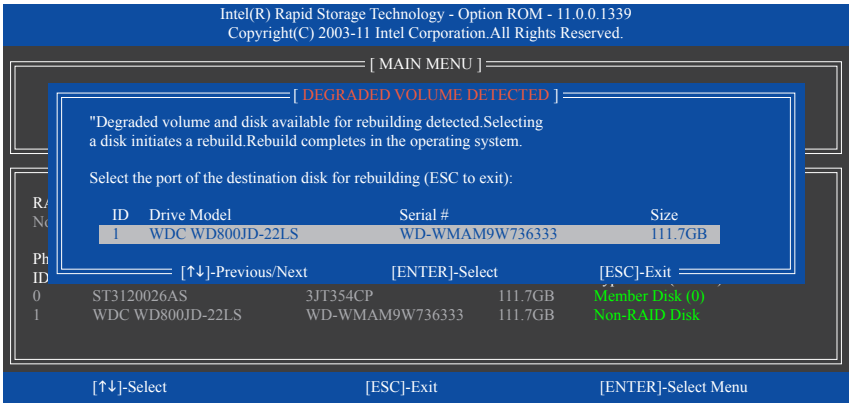 Intel(R) Rapid Storage Technology - Option ROM - 11.0.0.1339
Copyright(C) 2003-11 Intel Corporation.All Rights Reserved.
[ MAIN MENU ]
[ DEGRADED VOLUME DETECTED ]
"Degraded volume and disk available for rebuilding detected.Selecting
a disk initiates a rebuild.Rebuild completes in the operating system.
Select the port of the destination disk for rebuilding (ESC to exit):
ID Drive Model Serial # Size
1 WDC WD800JD-22LS WD-WMAM9W736333 111.7GB
[↑↓]-Previous/Next [ENTER]-Select [ESC]-Exit
ID
0 ST3120026AS 3JT354CP 111.7GB Member Disk (0)
1 WDC WD800JD-22LS WD-WMAM9W736333 111.7GB Non-RAID Disk
[↑↓]-Select [ESC]-Exit [ENTER]-Select Menu